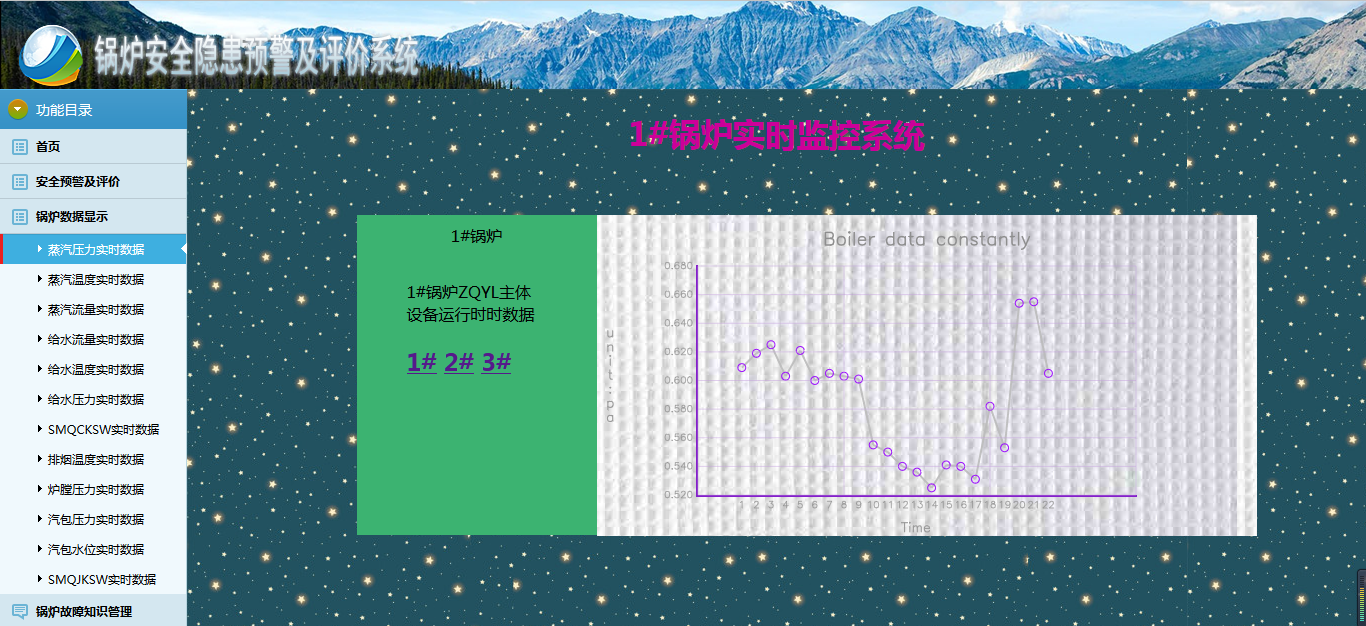 锅炉安全隐患预警及评价系统
功能目录
首页
安全预警及评价
锅炉数据显示
蒸汽压力实时数据
蒸汽温度实时数据
蒸汽流量实时数据
给水流量实时数据
给水温度实时数据
给水压力实时数据
SMQCKSW实时数据
排烟温度实时数据
炉膛压力实时数据
汽包压力实时数据
汽包水位实时数据
SMQJKSW实时数据
锅炉故障知识管理
1#锅炉实时监控系统
1#锅炉
1#锅炉ZQYL主体
设备运行时时数据
1# 2# 3#
Boiler data constantly
unit:pa
0.680
0.660
0.640
0.620
0.600
0.580
0.560
0.540
0.520
1 2 3 4 5 6 7 8 9 10 11 12 13 14 15 16 17 18 19 20 21 22
Time